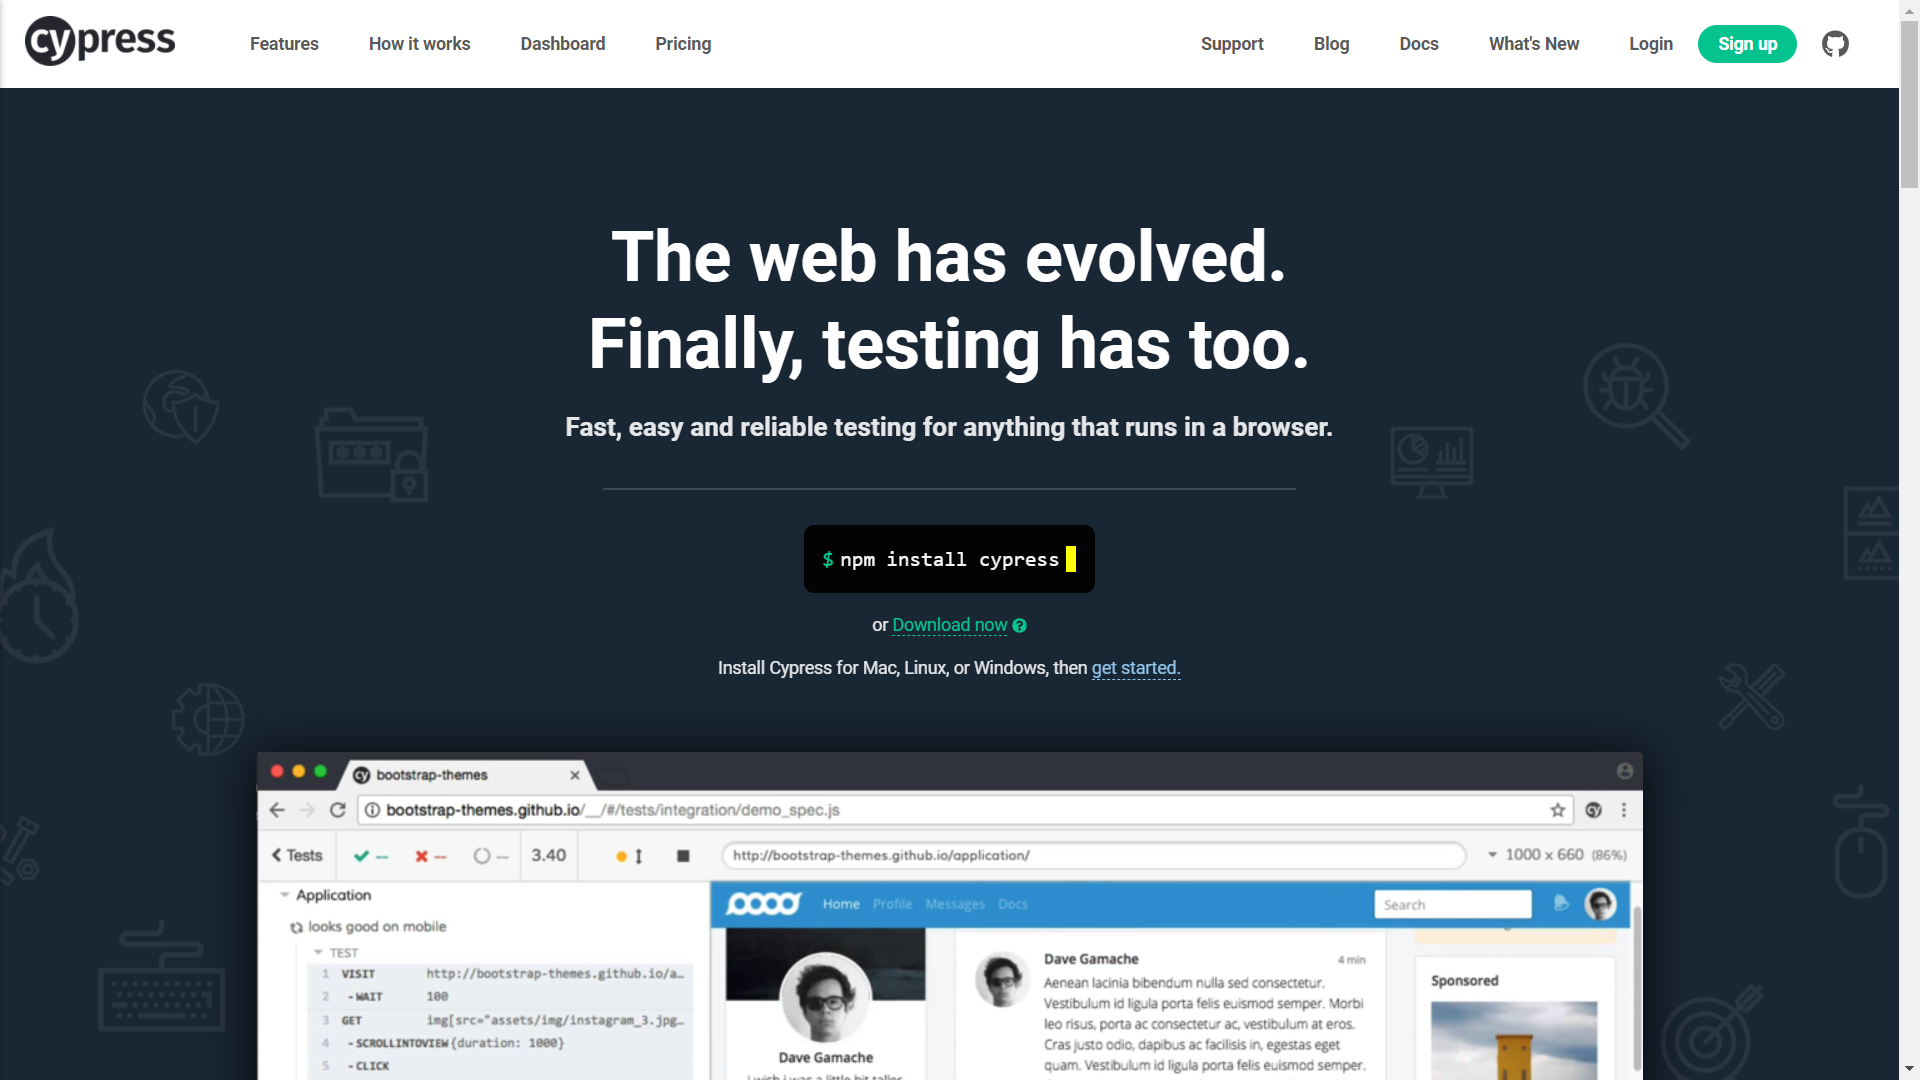 cypress
Features How it works Dashboard Pricing Support Blog Docs What's New Login Sign up
The web has evolved.
Finally, testing has too.
Fast, easy and reliable testing for anything that runs in a browser.
$ npm install cypress
or Download now ?
Install Cypress for Mac, Linux, or Windows, then get started.
cy bootstrap-themes
bootstrap-themes.github.io/__/#/tests/integration/demo_spec.js cy
Tests -- -- -- 3.40 http://bootstrap-themes.github.io/application/ 1000 x 660 (86%)
Application
looks good on mobile
TEST
1 VISIT http://bootstrap-themes.github.io/a...
2 -WAIT 100
3 GET img[src="assets/img/instagram_3.jpg...
4 -SCROLLINTOVIEW {duration: 1000}
5 -CLICK
Home Profile Messages Docs Search
Dave Gamache
I wish i was a little bit taller,
Dave Gamache 4 min
Aenean lacinia bibendum nulla sed consectetur.
Vestibulum id ligula porta felis euismod semper. Morbi
leo risus, porta ac consectetur ac, vestibulum at eros.
Cras justo odio, dapibus ac facilisis in, egestas eget
quam. Vestibulum id ligula porta felis euismod semper.
Sponsored